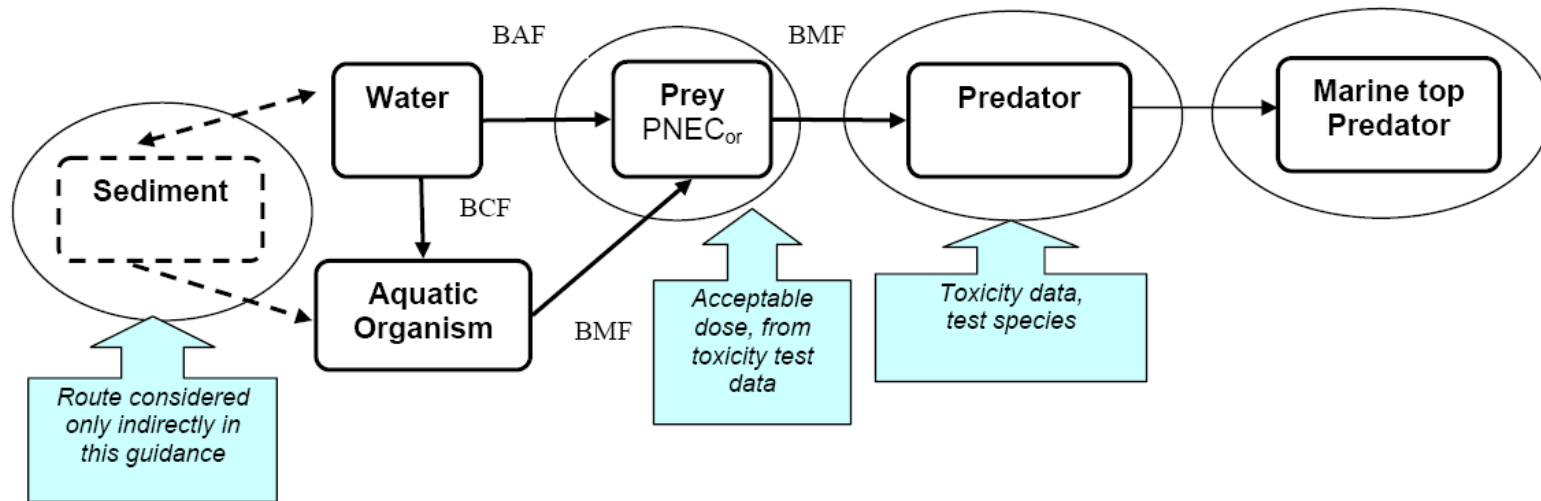 BAF
BMF
Water
Prey
PNECor
Predator
Marine top
Predator
Sediment
BCF
Aquatic
Organism
BMF
Acceptable
dose, from
toxicity test
data
Toxicity data,
test species
Route considered
only indirectly in
this guidance